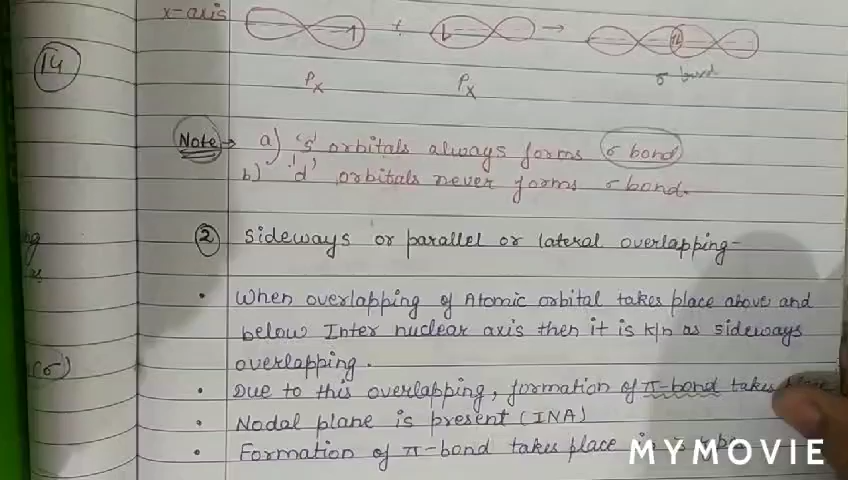 x-axis + →
14 Px Px σ bond
Note → a) 's' orbitals always forms σ bond
b) 'd' orbitals never forms σ bond.
② Sideways or parallel or lateral overlapping-
• When overlapping of Atomic orbital takes place above and
below Inter nuclear axis then it is k/n as sideways
overlapping.
(σ)
• Due to this overlapping, formation of π-bond takes place
• Nodal plane is present (INA)
• Formation of π-bond takes place
MYMOVIE